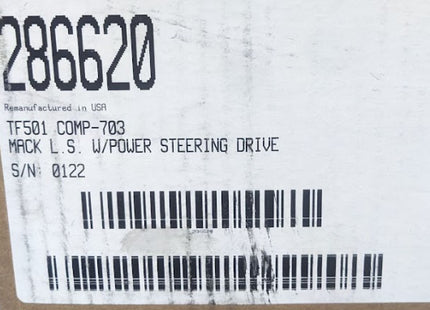 286620
Remanufactured in USA
TF501 COMP-703
MACK L.S. W/POWER STEERING DRIVE
S/N: 0122